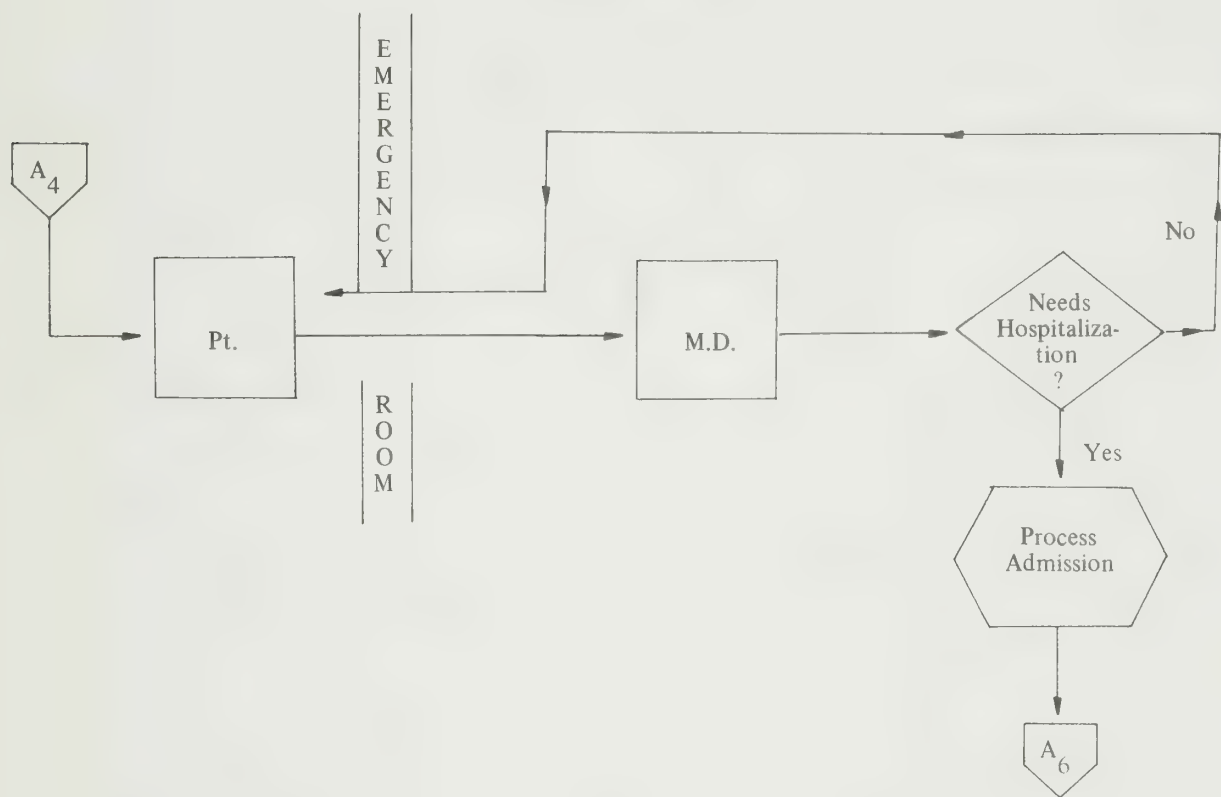 EMERGENCY
A4
No
Pt.
M.D.
Needs
Hospitaliza-
tion
?
ROOM
Yes
Process
Admission
A6